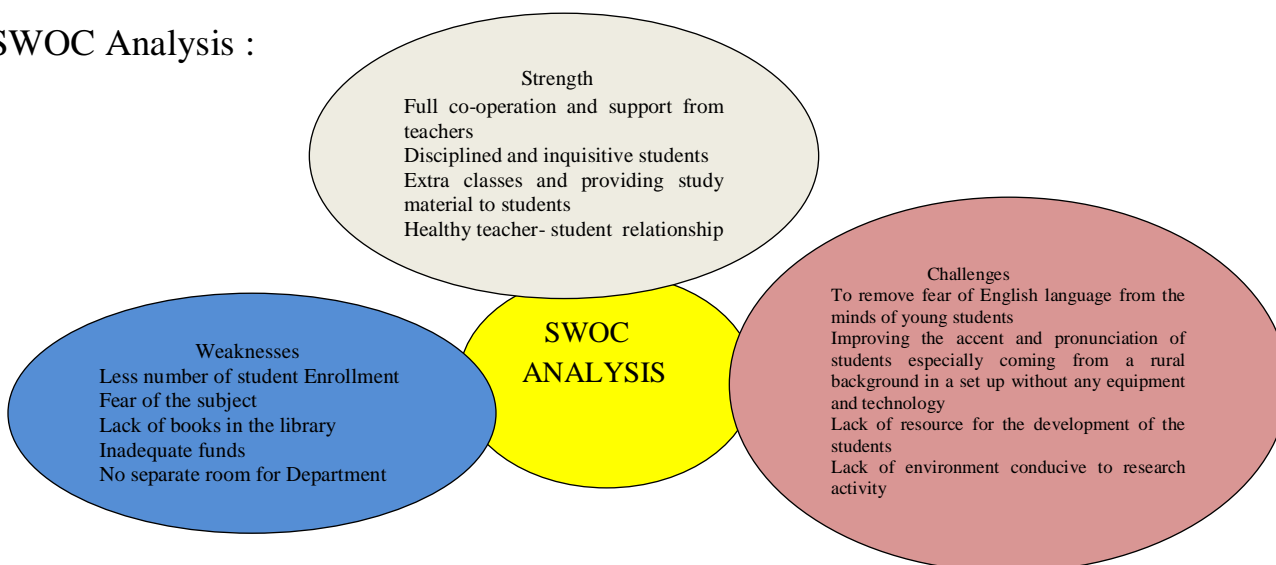 SWOC Analysis :
Strength
Full co-operation and support from
teachers
Disciplined and inquisitive students
Extra classes and providing study
material to students
Healthy teacher- student relationship
Challenges
To remove fear of English language from the
minds of young students
Improving the accent and pronunciation of
students especially coming from a rural
background in a set up without any equipment
and technology
Lack of resource for the development of the
students
Lack of environment conducive to research
activity
SWOC
ANALYSIS
Weaknesses
Less number of student Enrollment
Fear of the subject
Lack of books in the library
Inadequate funds
No separate room for Department